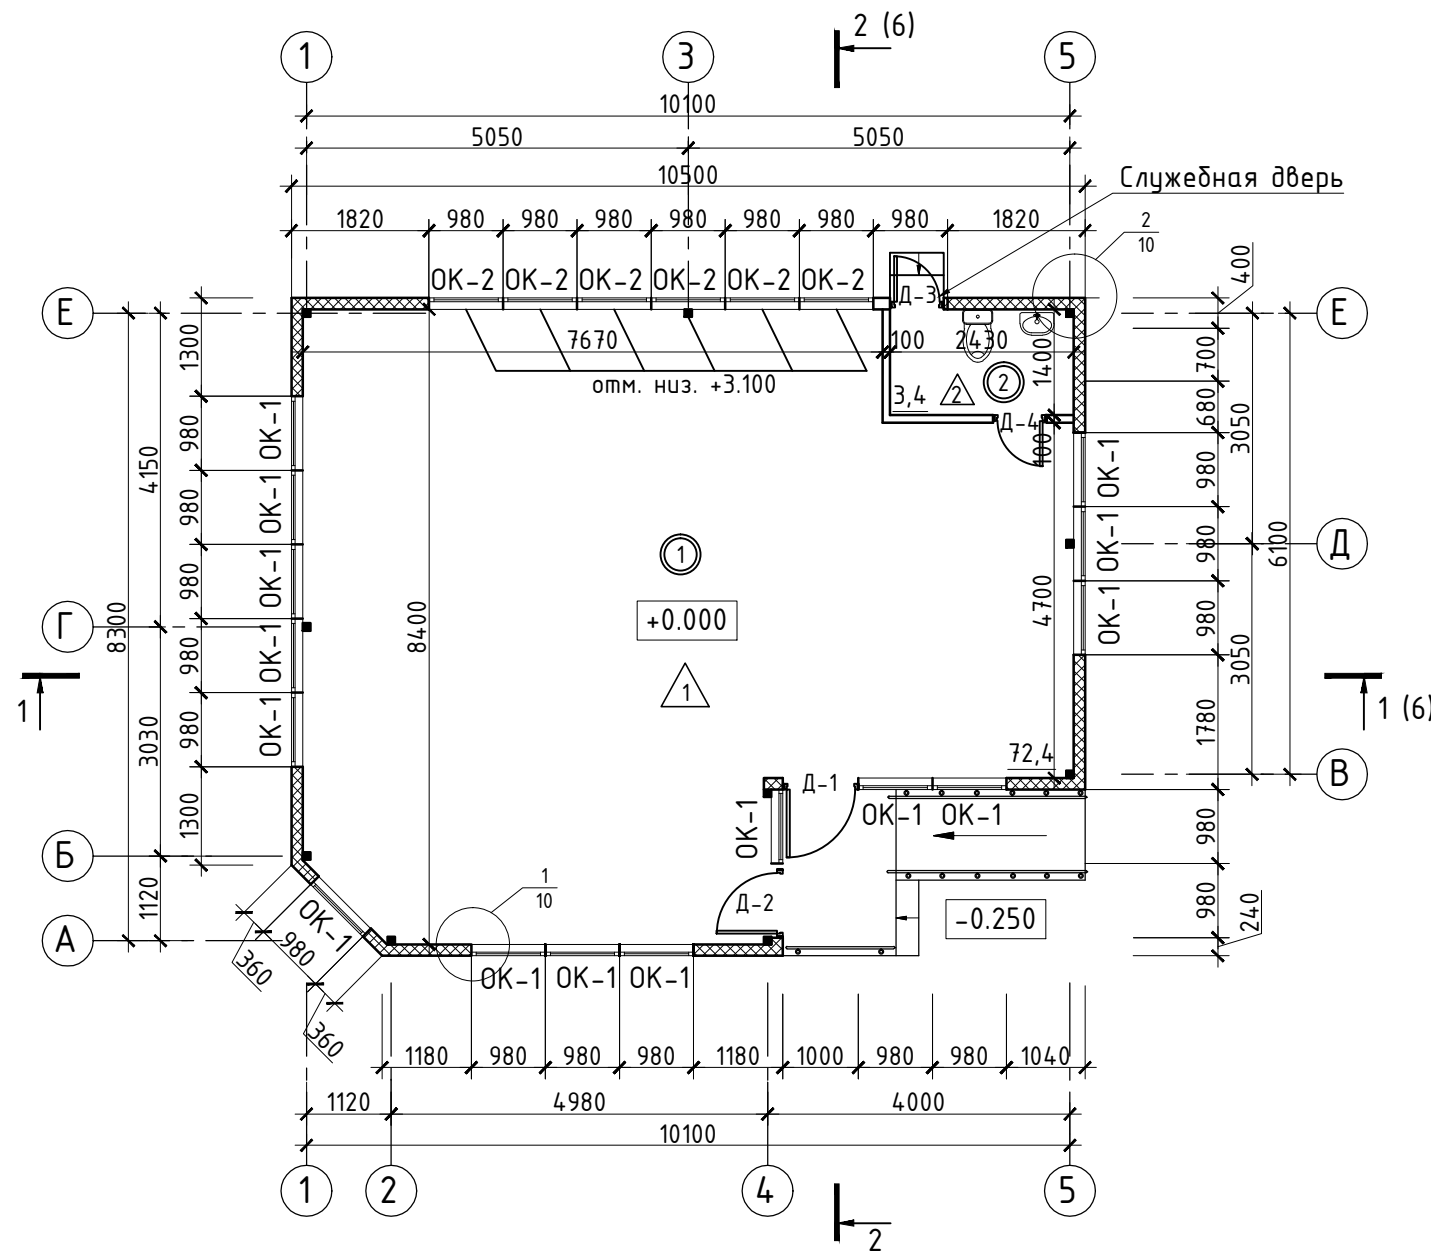 2 (6)
1
3
5
10100
5050
5050
10500
Служебная дверь
1820
980
980
980
980
980
980
980
1820
2
10
ОК-2
ОК-2
ОК-2
ОК-2
ОК-2
ОК-2
Д-3
400
Е
Е
1300
7670
100
2430
1400
700
отм. низ. +3.100
3,4
2
2
680
3050
Д-4
100
ОК-1
980
4150
ОК-1
980
ОК-1
980
ОК-1
980
ОК-1
980
ОК-1
980
ОК-1
980
ОК-1
980
1
Д
6100
8300
8400
+0.000
4700
Г
3050
1
1
1 (6)
3030
1780
72,4
В
Д-1
1300
ОК-1
ОК-1
ОК-1
980
Б
1120
1
10
Д-2
-0.250
980
240
А
ОК-1
980
360
360
ОК-1
ОК-1
ОК-1
1180
980
980
980
1180
1000
980
980
1040
1120
4980
4000
10100
1
2
4
5
2